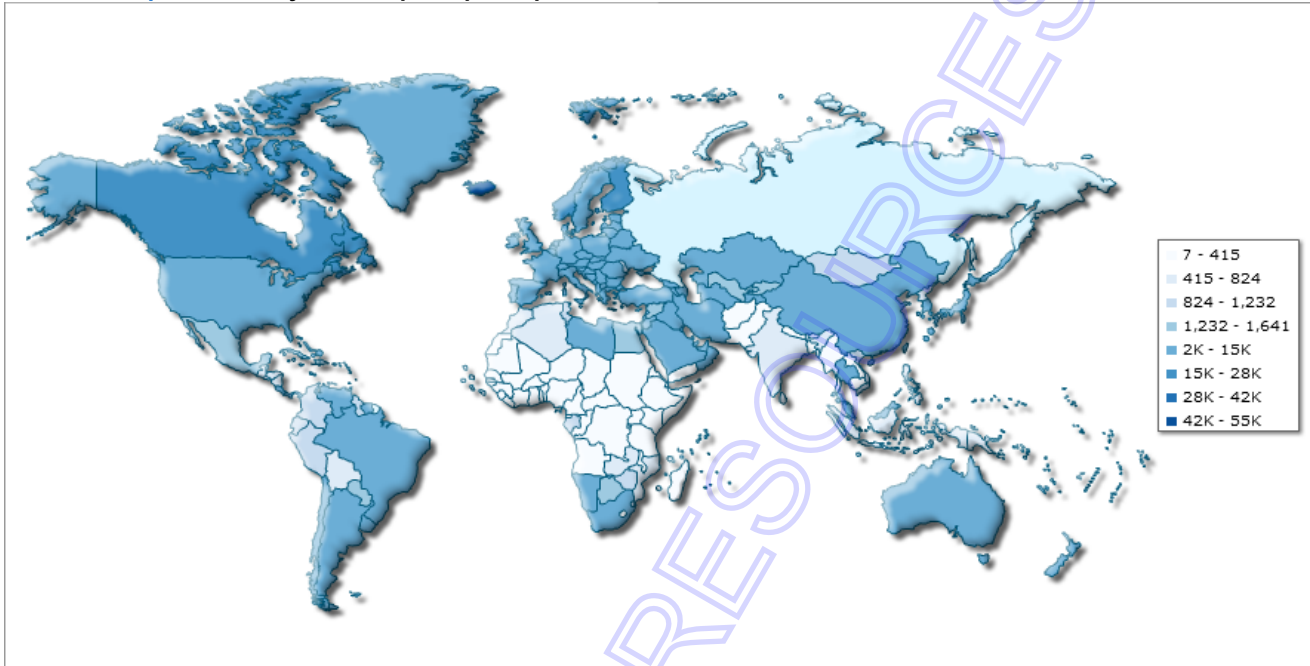 7 - 415
415 - 824
824 - 1,232
1,232 - 1,641
2K - 15K
15K - 28K
28K - 42K
42K - 55K
RESOURCES